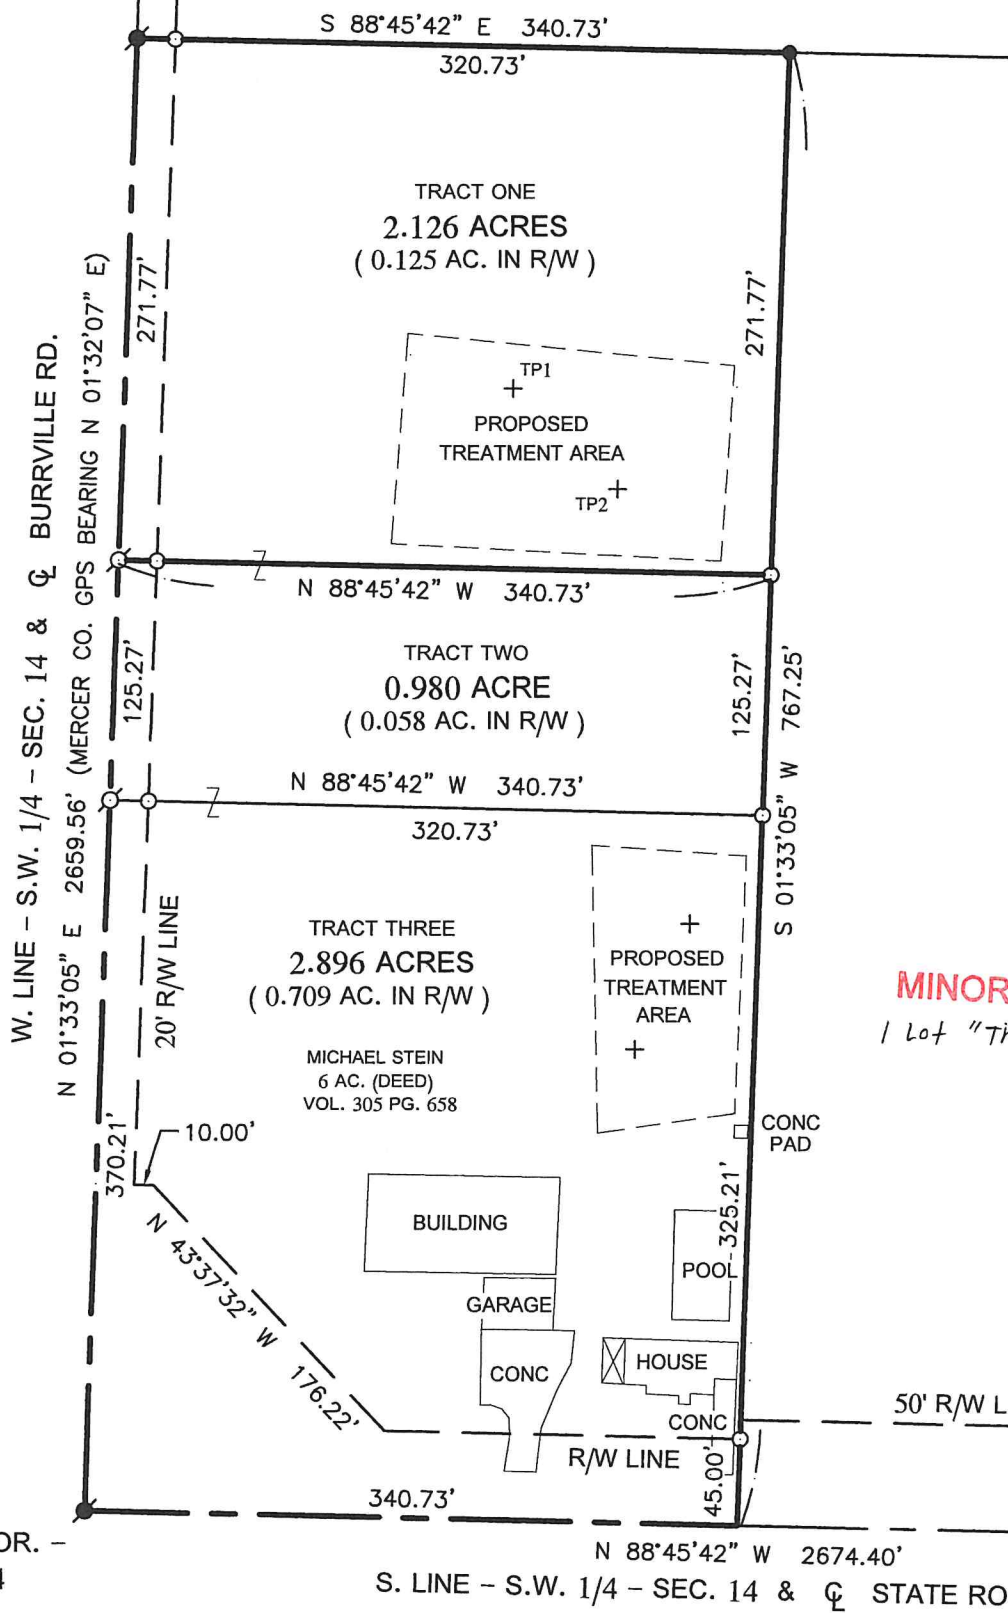 S 88°45'42" E 340.73'
320.73'
TRACT ONE
2.126 ACRES
( 0.125 AC. IN R/W )
271.77'
271.77'
TP1
PROPOSED
TREATMENT AREA
TP2
N 88°45'42" W 340.73'
W. LINE – S.W. 1/4 – SEC. 14 & ℄ BURRVILLE RD.
N 01°33'05" E 2659.56' (MERCER CO. GPS BEARING N 01°32'07" E)
125.27'
TRACT TWO
0.980 ACRE
( 0.058 AC. IN R/W )
125.27'
S 01°33'05" W 767.25'
N 88°45'42" W 340.73'
320.73'
20' R/W LINE
TRACT THREE
2.896 ACRES
( 0.709 AC. IN R/W )
PROPOSED
TREATMENT
AREA
MINOR
1 Lot "Th
MICHAEL STEIN
6 AC. (DEED)
VOL. 305 PG. 658
370.21'
10.00'
CONC
PAD
325.21'
N 43°37'32" W 176.22'
BUILDING
POOL
GARAGE
HOUSE
CONC
CONC
50' R/W L
R/W LINE
45.00'
340.73'
OR. –
4
N 88°45'42" W 2674.40'
S. LINE – S.W. 1/4 – SEC. 14 & ℄ STATE RO